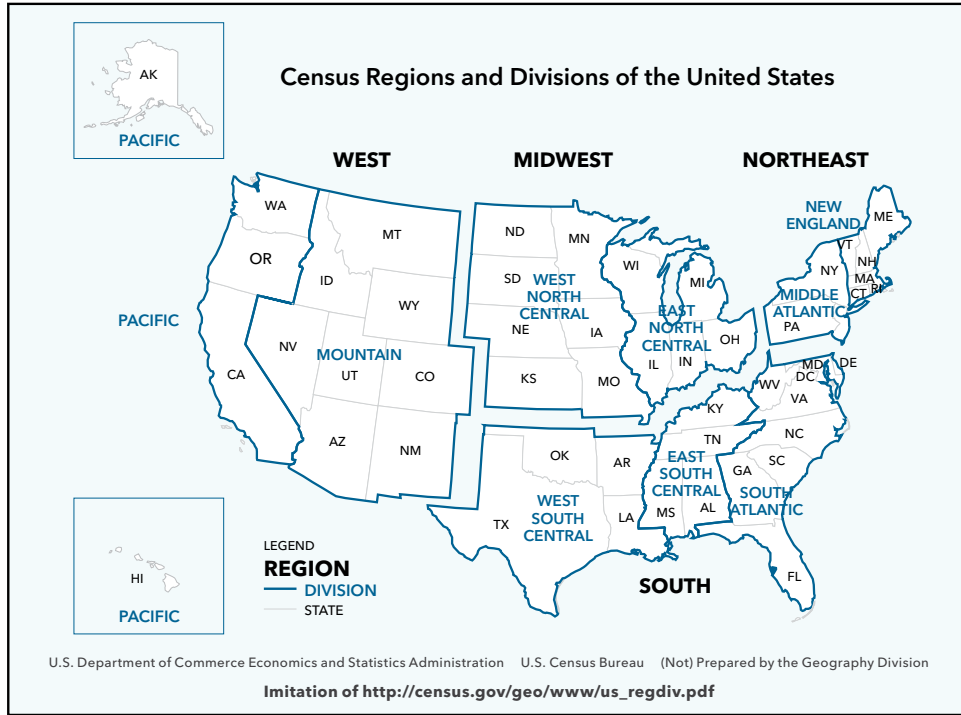 AK
PACIFIC
Census Regions and Divisions of the United States
WEST
MIDWEST
NORTHEAST
NEW
ENGLAND
WA
OR
CA
PACIFIC
MT
ID
WY
NV
MOUNTAIN
UT
CO
AZ
NM
ND
MN
SD
WEST
NORTH
CENTRAL
NE
IA
KS
MO
WI
MI
EAST
NORTH
CENTRAL
IL
IN
OH
ME
VT
NH
NY
MA
CT
RI
MIDDLE
ATLANTIC
PA
MD
DE
DC
WV
VA
KY
TN
NC
SC
EAST
SOUTH
CENTRAL
GA
MS
AL
SOUTH
ATLANTIC
FL
OK
AR
WEST
SOUTH
CENTRAL
TX
LA
SOUTH
HI
PACIFIC
LEGEND
REGION
DIVISION
STATE
U.S. Department of Commerce Economics and Statistics Administration U.S. Census Bureau (Not) Prepared by the Geography Division
Imitation of http://census.gov/geo/www/us_regdiv.pdf